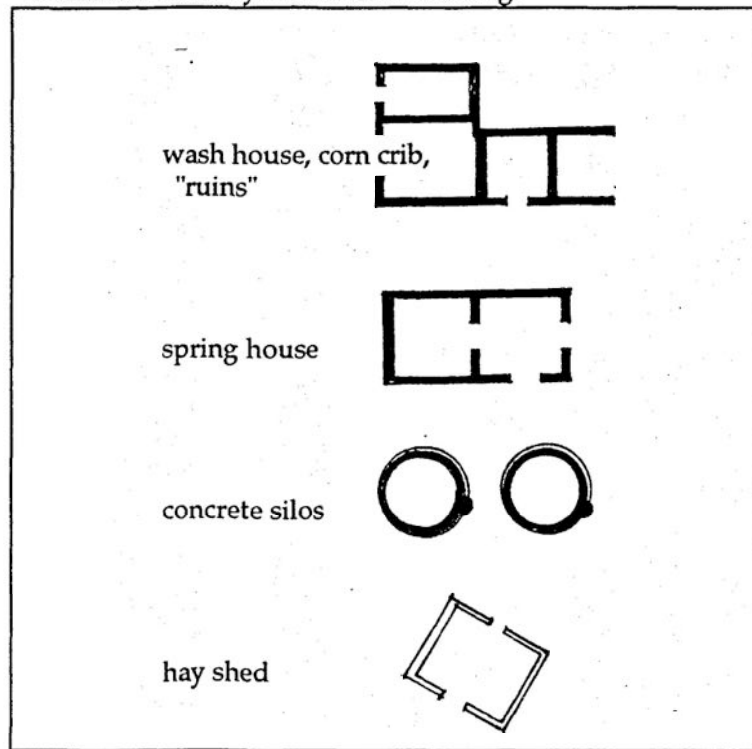 wash house, corn crib,
"ruins"
spring house
concrete silos
hay shed